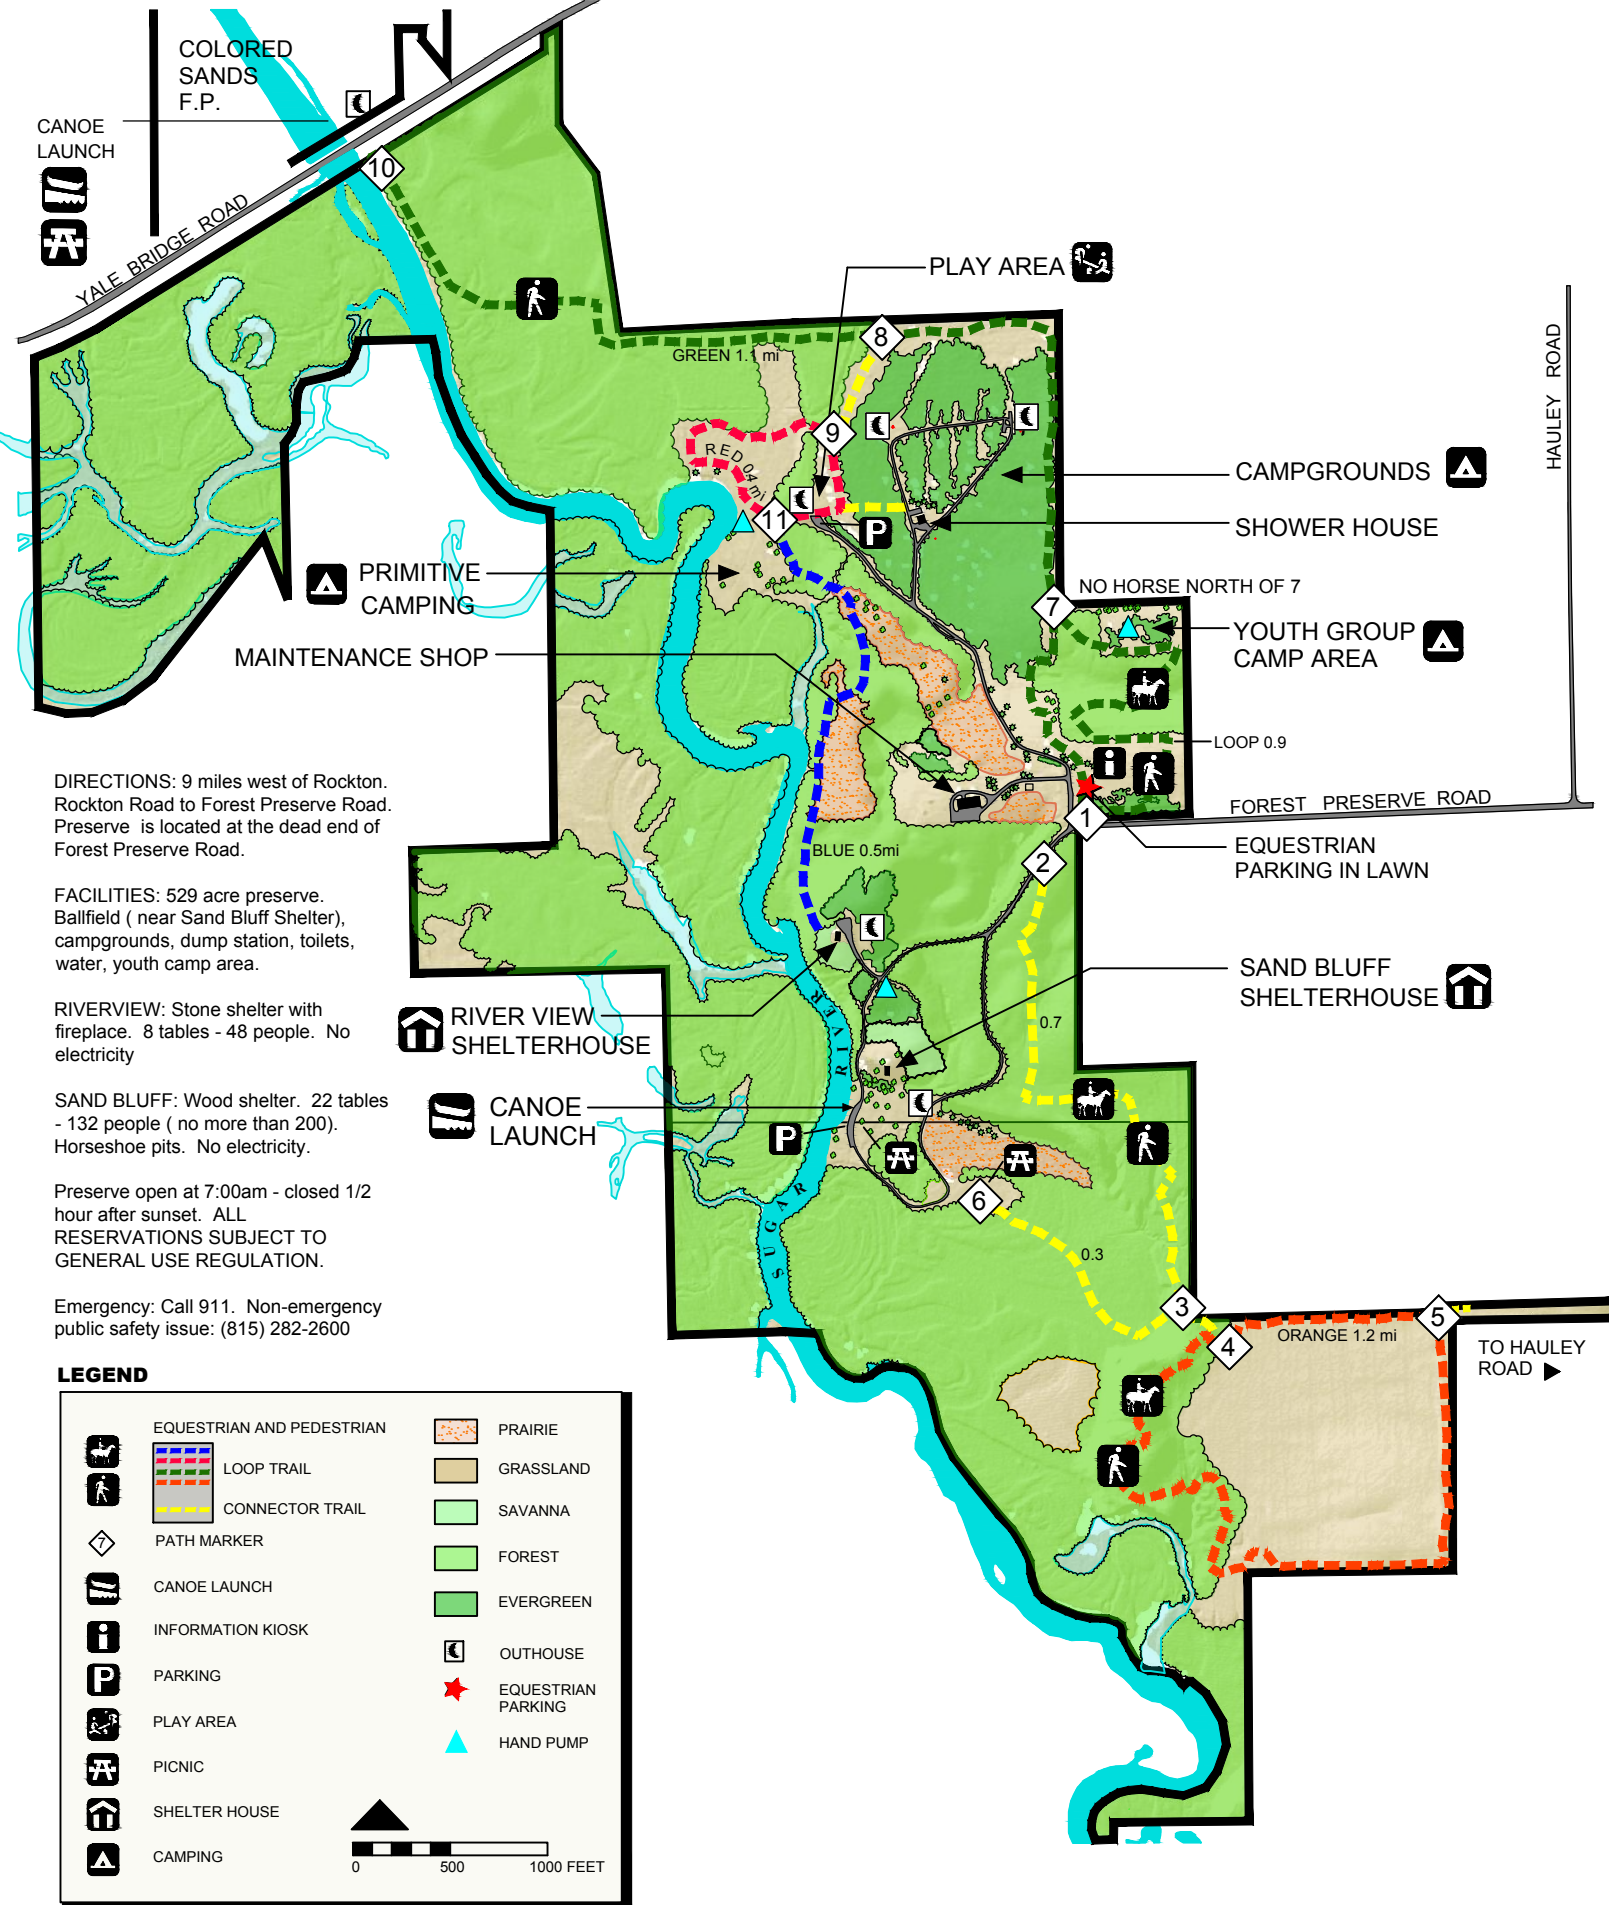 COLORED
SANDS
F.P.
CANOE
LAUNCH
10
YALE BRIDGE ROAD
PLAY AREA
HAULEY ROAD
8
GREEN 1.1 mi
9
RED 0.4 mi
CAMPGROUNDS
11
P
SHOWER HOUSE
PRIMITIVE
CAMPING
NO HORSE NORTH OF 7
7
YOUTH GROUP
CAMP AREA
MAINTENANCE SHOP
LOOP 0.9
i
FOREST PRESERVE ROAD
1
EQUESTRIAN
PARKING IN LAWN
2
BLUE 0.5mi
DIRECTIONS: 9 miles west of Rockton.
Rockton Road to Forest Preserve Road.
Preserve is located at the dead end of
Forest Preserve Road.
FACILITIES: 529 acre preserve.
Ballfield ( near Sand Bluff Shelter),
campgrounds, dump station, toilets,
water, youth camp area.
RIVERVIEW: Stone shelter with
fireplace. 8 tables - 48 people. No
electricity
SAND BLUFF: Wood shelter. 22 tables
- 132 people ( no more than 200).
Horseshoe pits. No electricity.
Preserve open at 7:00am - closed 1/2
hour after sunset. ALL
RESERVATIONS SUBJECT TO
GENERAL USE REGULATION.
Emergency: Call 911. Non-emergency
public safety issue: (815) 282-2600
SAND BLUFF
SHELTERHOUSE
RIVER VIEW
SHELTERHOUSE
0.7
CANOE
LAUNCH
P
SUGAR RIVER
6
0.3
3
4
5
ORANGE 1.2 mi
TO HAULEY
ROAD
LEGEND
EQUESTRIAN AND PEDESTRIAN
LOOP TRAIL
CONNECTOR TRAIL
7
PATH MARKER
CANOE LAUNCH
i
INFORMATION KIOSK
P
PARKING
PLAY AREA
PICNIC
SHELTER HOUSE
CAMPING
PRAIRIE
GRASSLAND
SAVANNA
FOREST
EVERGREEN
OUTHOUSE
EQUESTRIAN
PARKING
HAND PUMP
0 500 1000 FEET